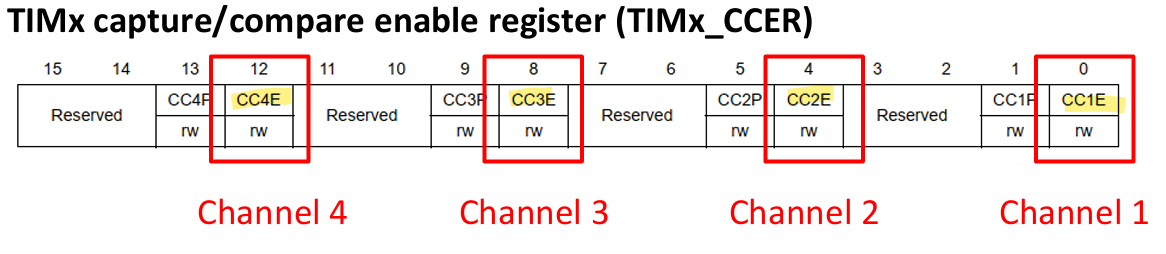 TIMx capture/compare enable register (TIMx_CCER)
15 14 13 12 11 10 9 8 7 6 5 4 3 2 1 0
Reserved CC4P CC4E Reserved CC3P CC3E Reserved CC2P CC2E Reserved CC1P CC1E
rw rw rw rw rw rw rw rw
Channel 4 Channel 3 Channel 2 Channel 1